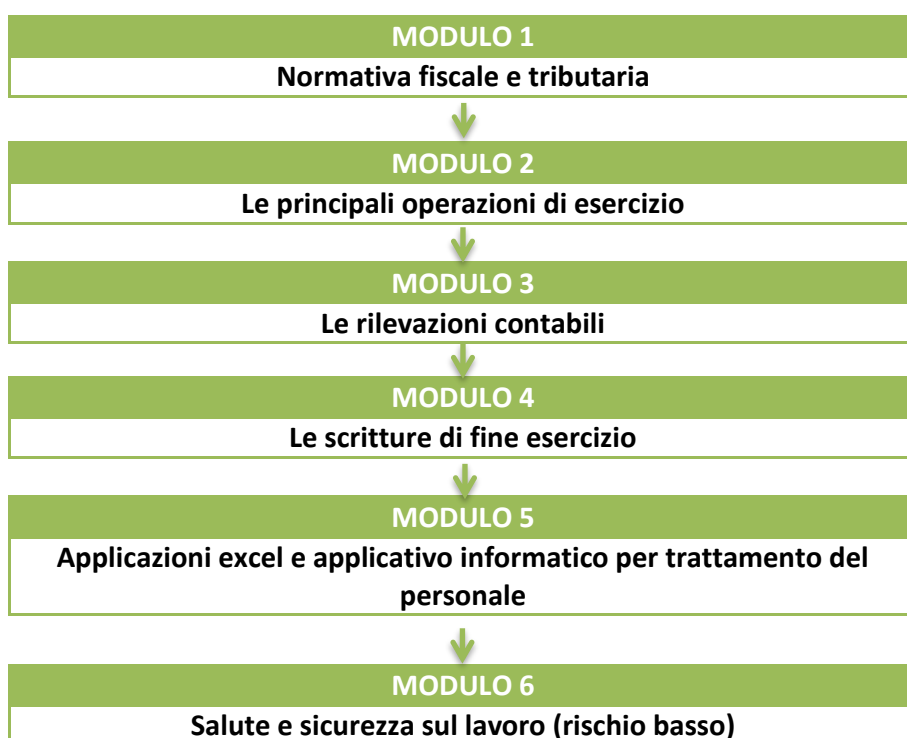 MODULO 1
Normativa fiscale e tributaria
MODULO 2
Le principali operazioni di esercizio
MODULO 3
Le rilevazioni contabili
MODULO 4
Le scritture di fine esercizio
MODULO 5
Applicazioni excel e applicativo informatico per trattamento del
personale
MODULO 6
Salute e sicurezza sul lavoro (rischio basso)